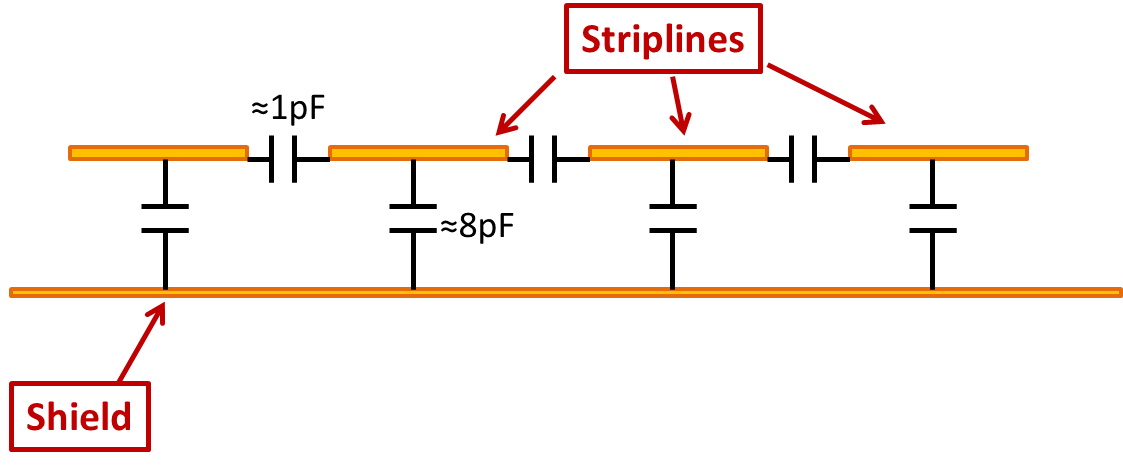 Striplines
≈1pF
≈8pF
Shield